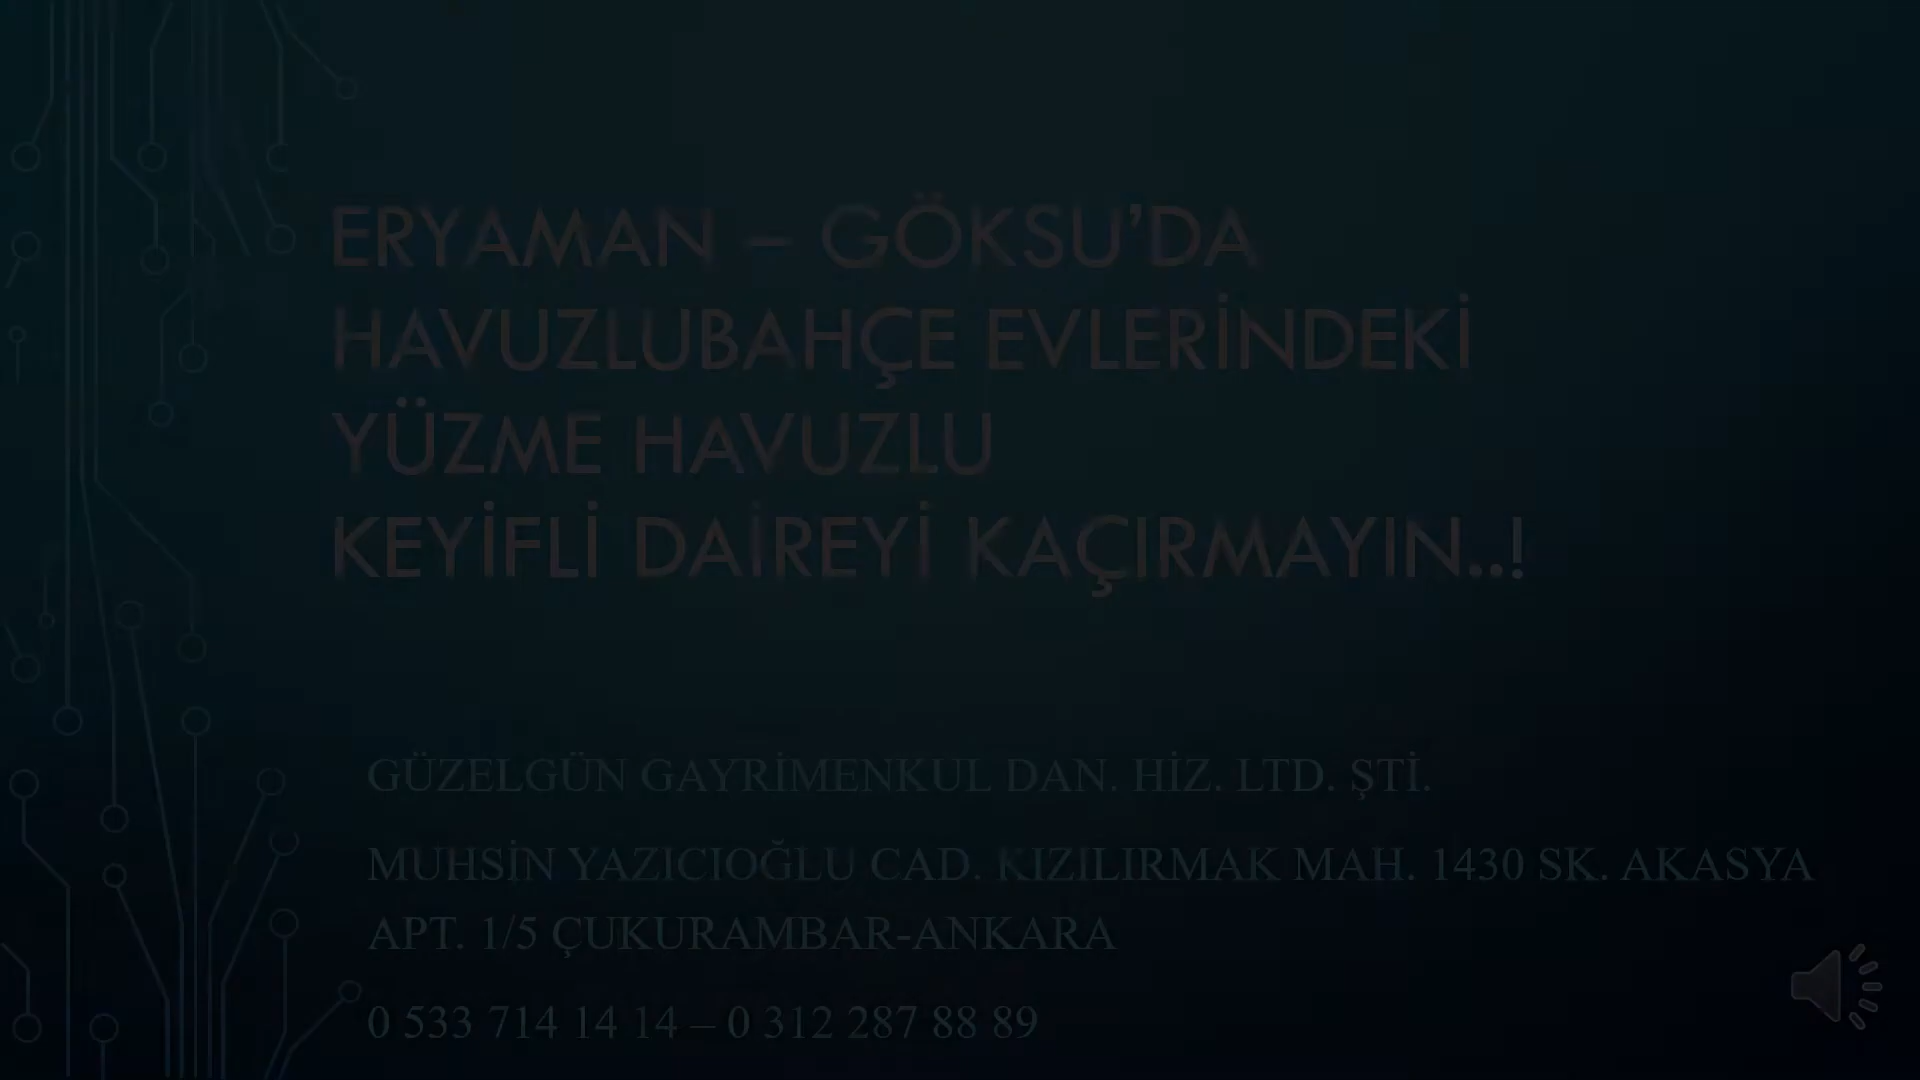 ERYAMAN – GÖKSU’DA
HAVUZLUBAHÇE EVLERİNDEKİ
YÜZME HAVUZLU
KEYİFLİ DAİREYİ KAÇIRMAYIN..!
GÜZELGÜN GAYRİMENKUL DAN. HİZ. LTD. ŞTİ.
MUHSİN YAZICIOĞLU CAD. KIZILIRMAK MAH. 1430 SK. AKASYA
APT. 1/5 ÇUKURAMBAR-ANKARA
0 533 714 14 14 – 0 312 287 88 89